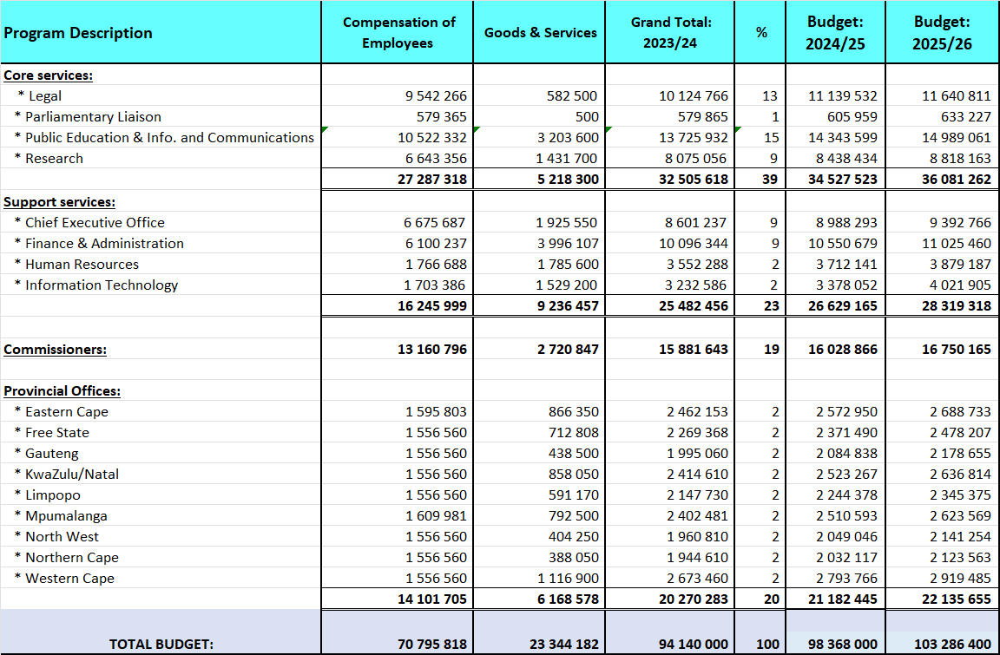 Program Description Compensation of Employees Goods & Services Grand Total: 2023/24 % Budget: 2024/25 Budget: 2025/26
Core services:
* Legal 9 542 266 582 500 10 124 766 13 11 139 532 11 640 811
* Parliamentary Liaison 579 365 500 579 865 1 605 959 633 227
* Public Education & Info. and Communications 10 522 332 3 203 600 13 725 932 15 14 343 599 14 989 061
* Research 6 643 356 1 431 700 8 075 056 9 8 438 434 8 818 163
27 287 318 5 218 300 32 505 618 39 34 527 523 36 081 262
Support services:
* Chief Executive Office 6 675 687 1 925 550 8 601 237 9 8 988 293 9 392 766
* Finance & Administration 6 100 237 3 996 107 10 096 344 9 10 550 679 11 025 460
* Human Resources 1 766 688 1 785 600 3 552 288 2 3 712 141 3 879 187
* Information Technology 1 703 386 1 529 200 3 232 586 2 3 378 052 4 021 905
16 245 999 9 236 457 25 482 456 23 26 629 165 28 319 318
Commissioners: 13 160 796 2 720 847 15 881 643 19 16 028 866 16 750 165
Provincial Offices:
* Eastern Cape 1 595 803 866 350 2 462 153 2 2 572 950 2 688 733
* Free State 1 556 560 712 808 2 269 368 2 2 371 490 2 478 207
* Gauteng 1 556 560 438 500 1 995 060 2 2 084 838 2 178 655
* KwaZulu/Natal 1 556 560 858 050 2 414 610 2 2 523 267 2 636 814
* Limpopo 1 556 560 591 170 2 147 730 2 2 244 378 2 345 375
* Mpumalanga 1 609 981 792 500 2 402 481 2 2 510 593 2 623 569
* North West 1 556 560 404 250 1 960 810 2 2 049 046 2 141 254
* Northern Cape 1 556 560 388 050 1 944 610 2 2 032 117 2 123 563
* Western Cape 1 556 560 1 116 900 2 673 460 2 2 793 766 2 919 485
14 101 705 6 168 578 20 270 283 20 21 182 445 22 135 655
TOTAL BUDGET: 70 795 818 23 344 182 94 140 000 100 98 368 000 103 286 400